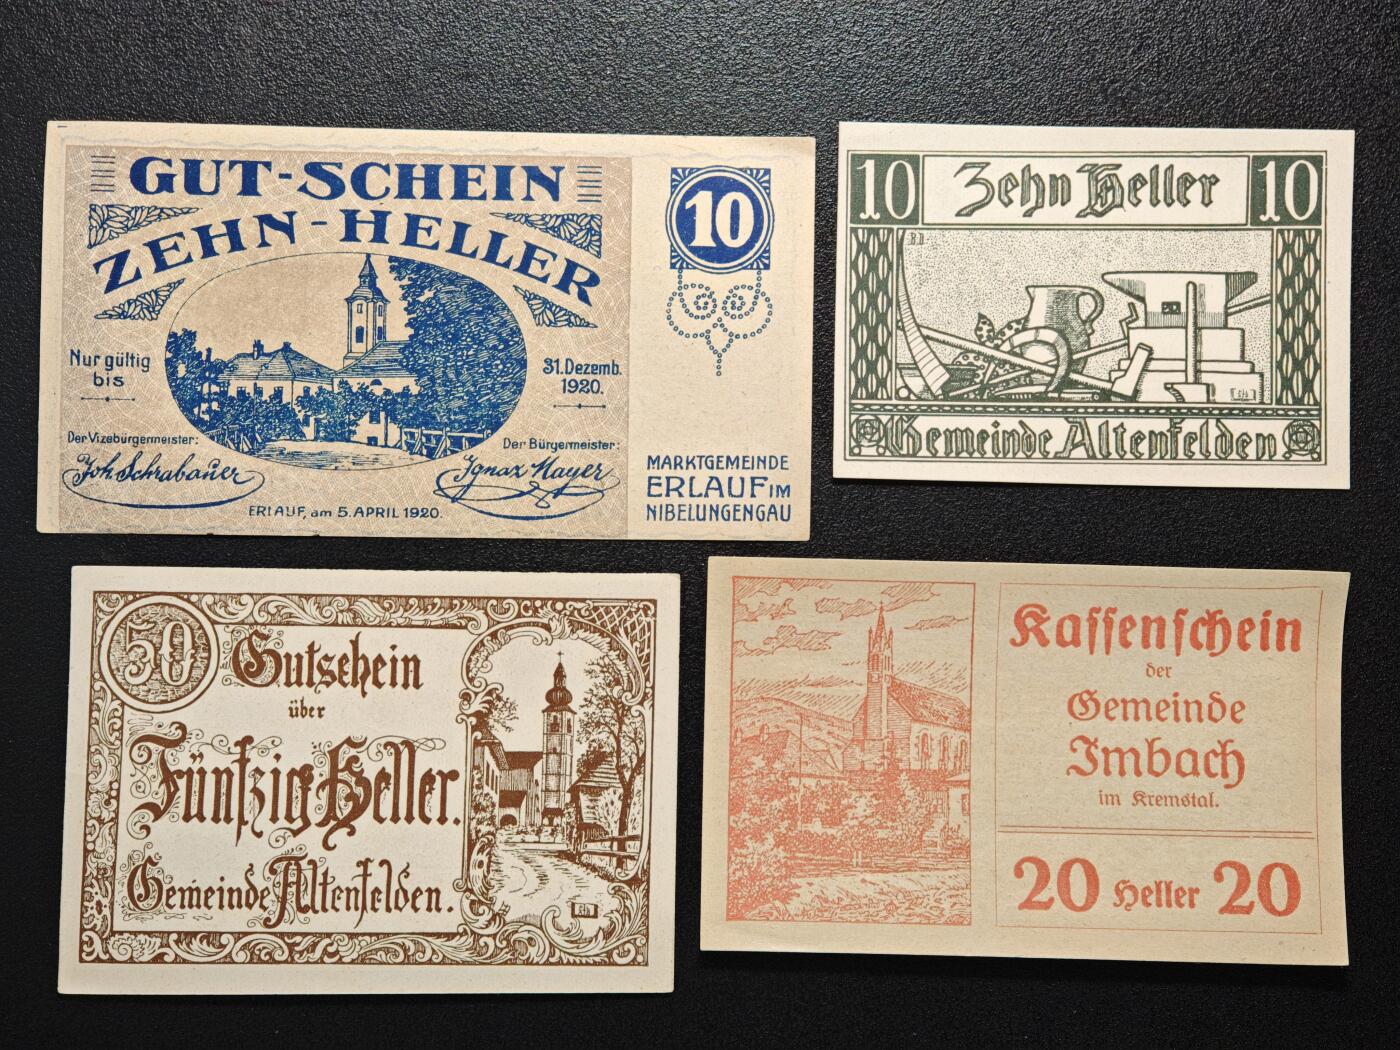 GUT-SCHEIN
ZEHN-HELLER
Nur gültig
bis
31. Dezemb.
1920.
Der Vizebürgermeister:
Joh. Schrabauer
Der Bürgermeister:
Ignaz Mayer
ERLAUF, am 5. APRIL 1920.
10
MARKTGEMEINDE
ERLAUF IM
NIBELUNGENGAU
10 Zehn Heller 10
Gemeinde Altenfelden
50
Gutschein
über
Fünfzig Heller.
Gemeinde Altenfelden.
Kassenschein
der
Gemeinde
Imbach
im Kremstal.
20 Heller 20